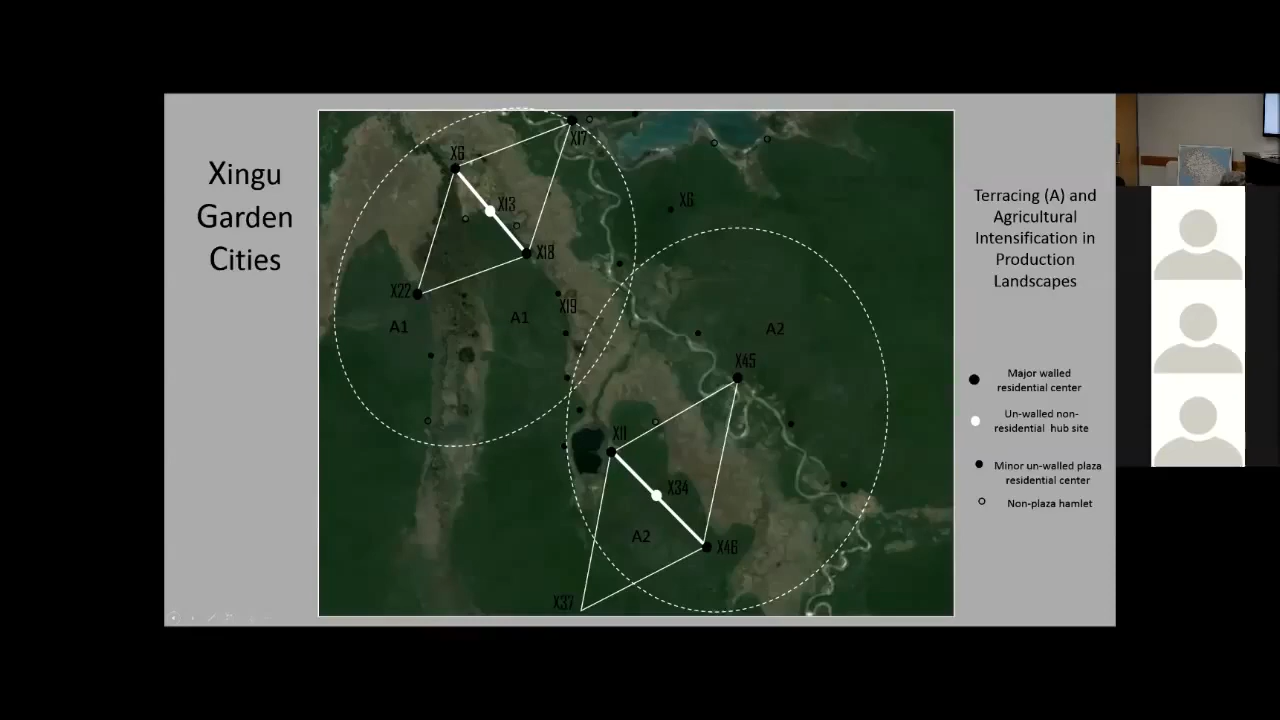 Xingu
Garden
Cities
X17
X6
X13
X6
X18
X22
X19
A1
A1
A2
X45
X11
X34
A2
X46
X37
Terracing (A) and
Agricultural
Intensification in
Production
Landscapes
Major walled
residential center
Un-walled non-
residential hub site
Minor un-walled plaza
residential center
Non-plaza hamlet